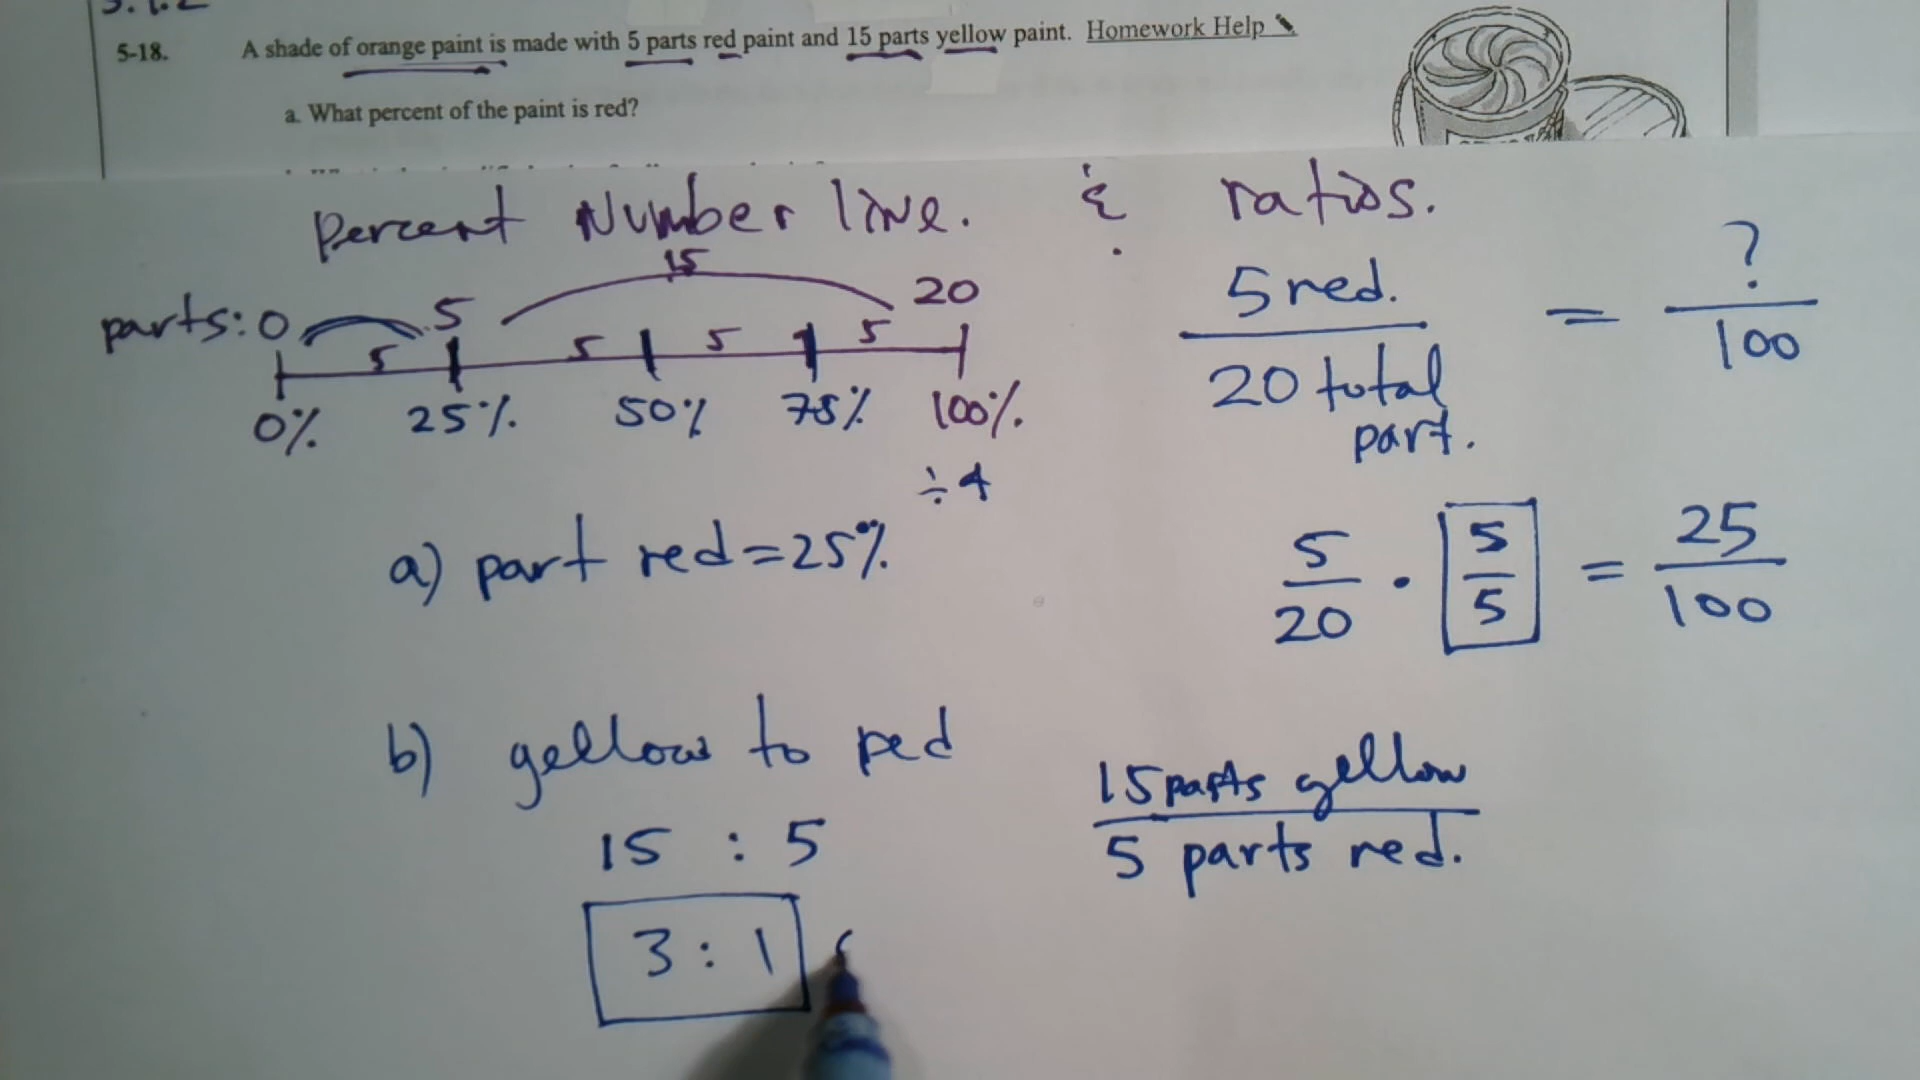 5.1.2
5-18. A shade of orange paint is made with 5 parts red paint and 15 parts yellow paint. Homework Help
a. What percent of the paint is red?
Percent Number line. & ratios.
15
parts: 0 5 20
5 5 5 5
0% 25% 50% 75% 100%
÷4
5 red. = ?
20 total part. 100
a) part red = 25%
5/20 · 5/5 = 25/100
b) yellow to red
15 : 5
3 : 1
15 parts yellow
5 parts red.